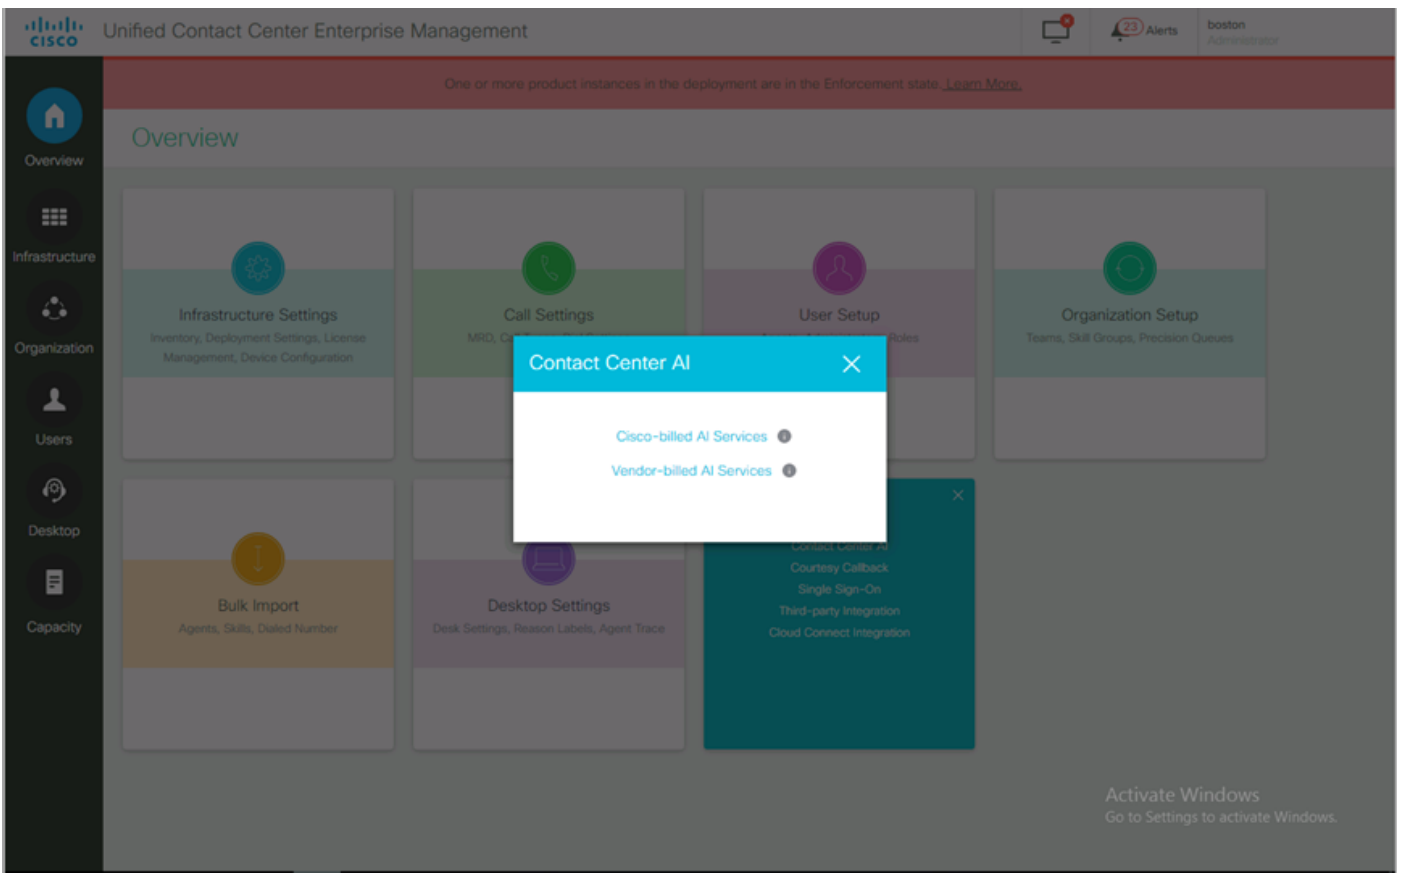 CISCO
Unified Contact Center Enterprise Management
23
Alerts
boston
Administrator
One or more product instances in the deployment are in the Enforcement state. Learn More.
Overview
Overview
Infrastructure
Organization
Users
Desktop
Capacity
Infrastructure Settings
Inventory, Deployment Settings, License
Management, Device Configuration
Call Settings
MRD,
User Setup
Roles
Organization Setup
Teams, Skill Groups, Precision Queues
Contact Center AI
Cisco-billed AI Services
Vendor-billed AI Services
Bulk Import
Agents, Skills, Dialed Number
Desktop Settings
Desk Settings, Reason Labels, Agent Trace
Contact Center AI
Courtesy Callback
Single Sign-On
Third-party Integration
Cloud Connect Integration
Activate Windows
Go to Settings to activate Windows.